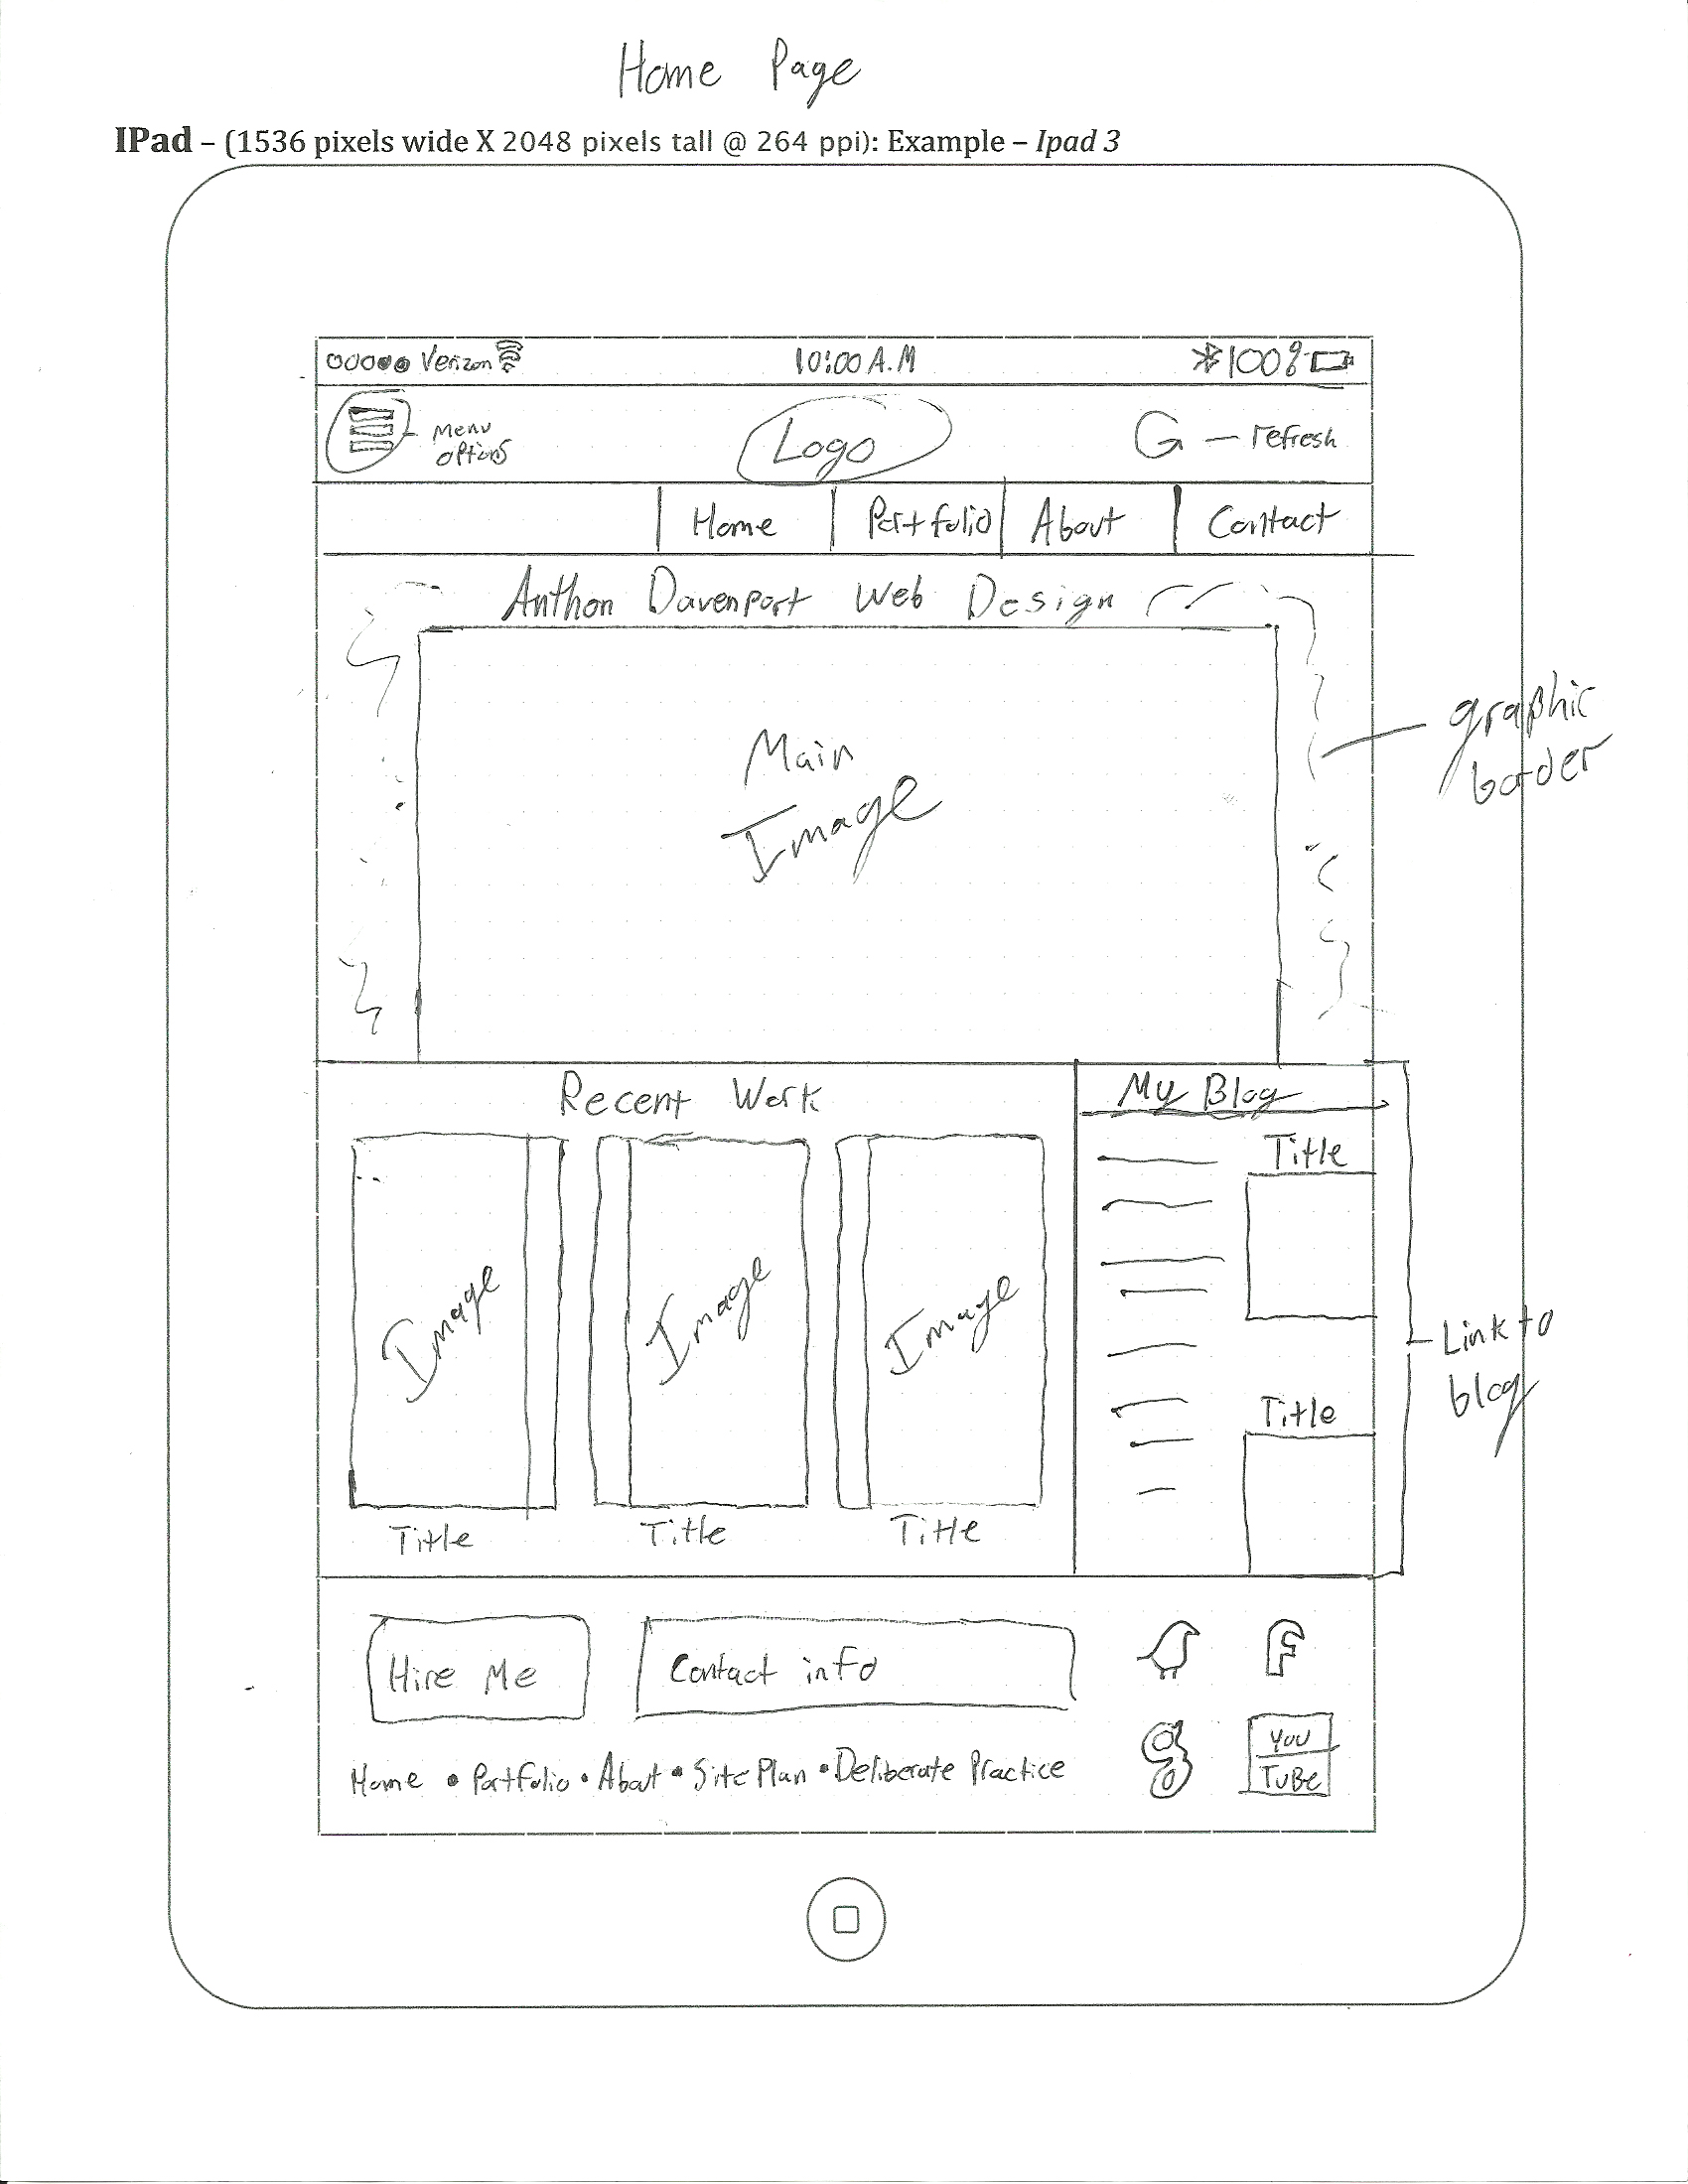 Home Page
IPad – (1536 pixels wide X 2048 pixels tall @ 264 ppi): Example – Ipad 3
Verizon 10:00 A.M 100%
Menu options
Logo
G – refresh
Home Portfolio About Contact
Anthon Davenport Web Design
Main
Image
graphic
border
Recent Work
Image Image Image
Title Title Title
My Blog
Title
Title
Link to
blog
Hire Me
Contact info
F
g
You
TuBe
Home • Portfolio • About • Site Plan • Deliberate Practice